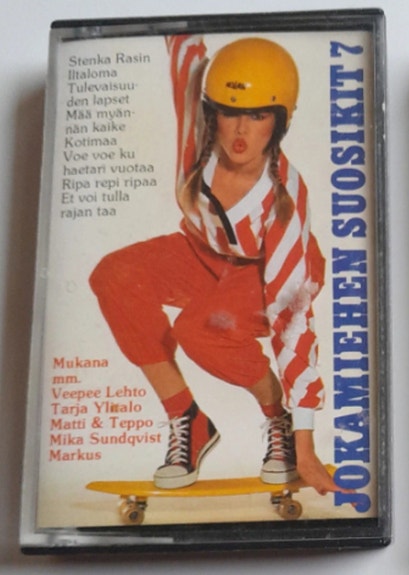 Stenka Rasin
Iltaloma
Tulevaisuu-
den lapset
Mää myän-
nän kaike
Kotimaa
Voe voe ku
haetari vuotaa
Ripa repi ripaa
Et voi tulla
rajan taa
JOKAMIEHEN SUOSIKIT 7
Mukana
mm.
Veepee Lehto
Tarja Ylitalo
Matti & Teppo
Mika Sundqvist
Markus